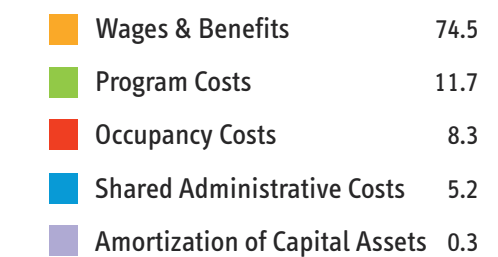 Wages & Benefits 74.5
Program Costs 11.7
Occupancy Costs 8.3
Shared Administrative Costs 5.2
Amortization of Capital Assets 0.3